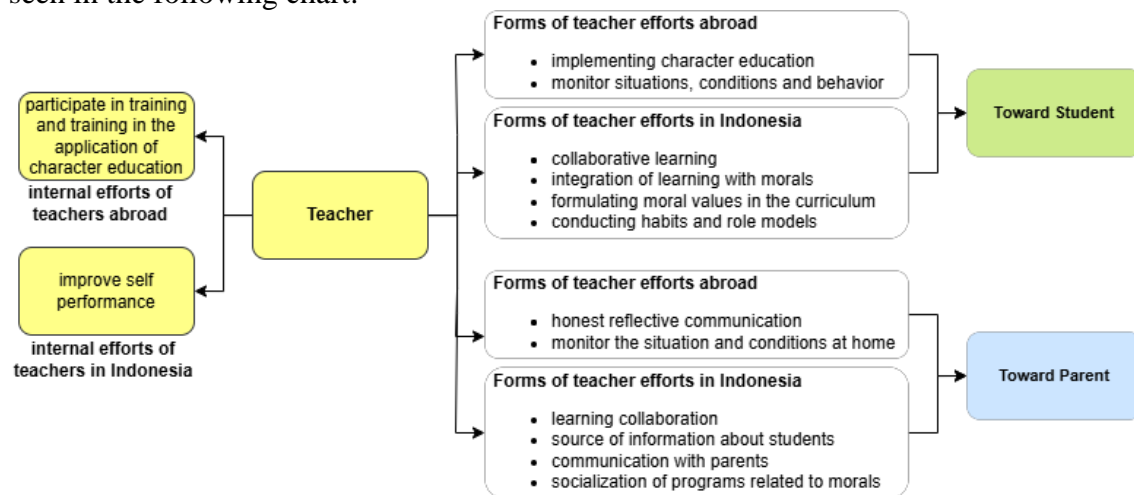 seen in the following chart.
participate in training
and training in the
application of
character education
internal efforts of
teachers abroad
improve self
performance
internal efforts of
teachers in Indonesia
Teacher
Forms of teacher efforts abroad
• implementing character education
• monitor situations, conditions and behavior
Forms of teacher efforts in Indonesia
• collaborative learning
• integration of learning with morals
• formulating moral values in the curriculum
• conducting habits and role models
Toward Student
Forms of teacher efforts abroad
• honest reflective communication
• monitor the situation and conditions at home
Forms of teacher efforts in Indonesia
• learning collaboration
• source of information about students
• communication with parents
• socialization of programs related to morals
Toward Parent